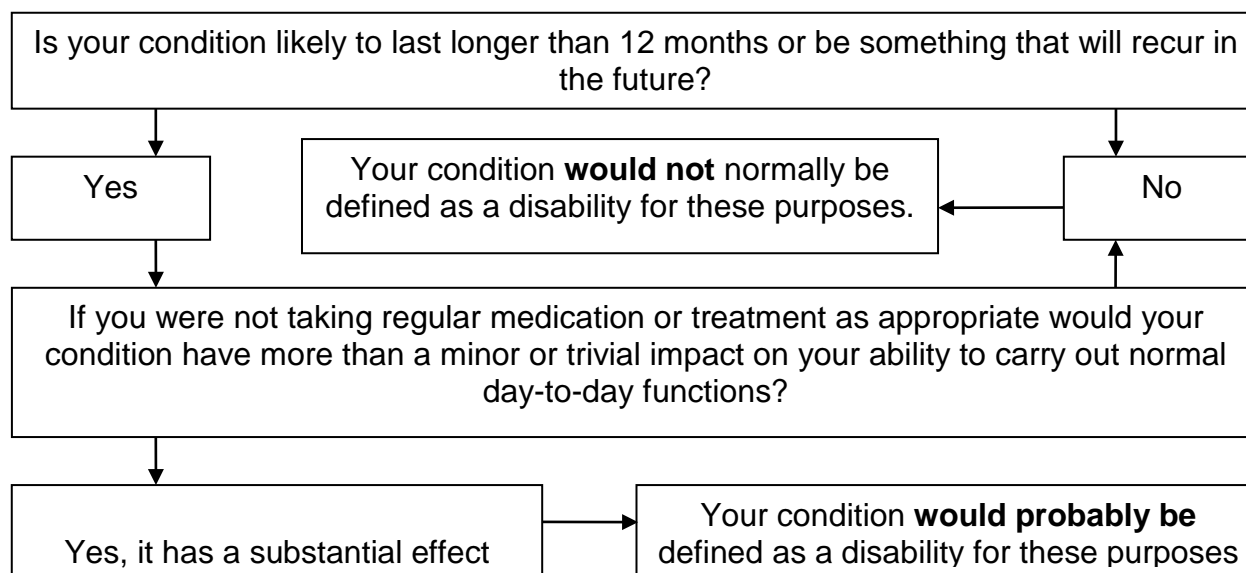 Is your condition likely to last longer than 12 months or be something that will recur in
the future?
Yes
Your condition would not normally be
defined as a disability for these purposes.
No
If you were not taking regular medication or treatment as appropriate would your
condition have more than a minor or trivial impact on your ability to carry out normal
day-to-day functions?
Yes, it has a substantial effect
Your condition would probably be
defined as a disability for these purposes